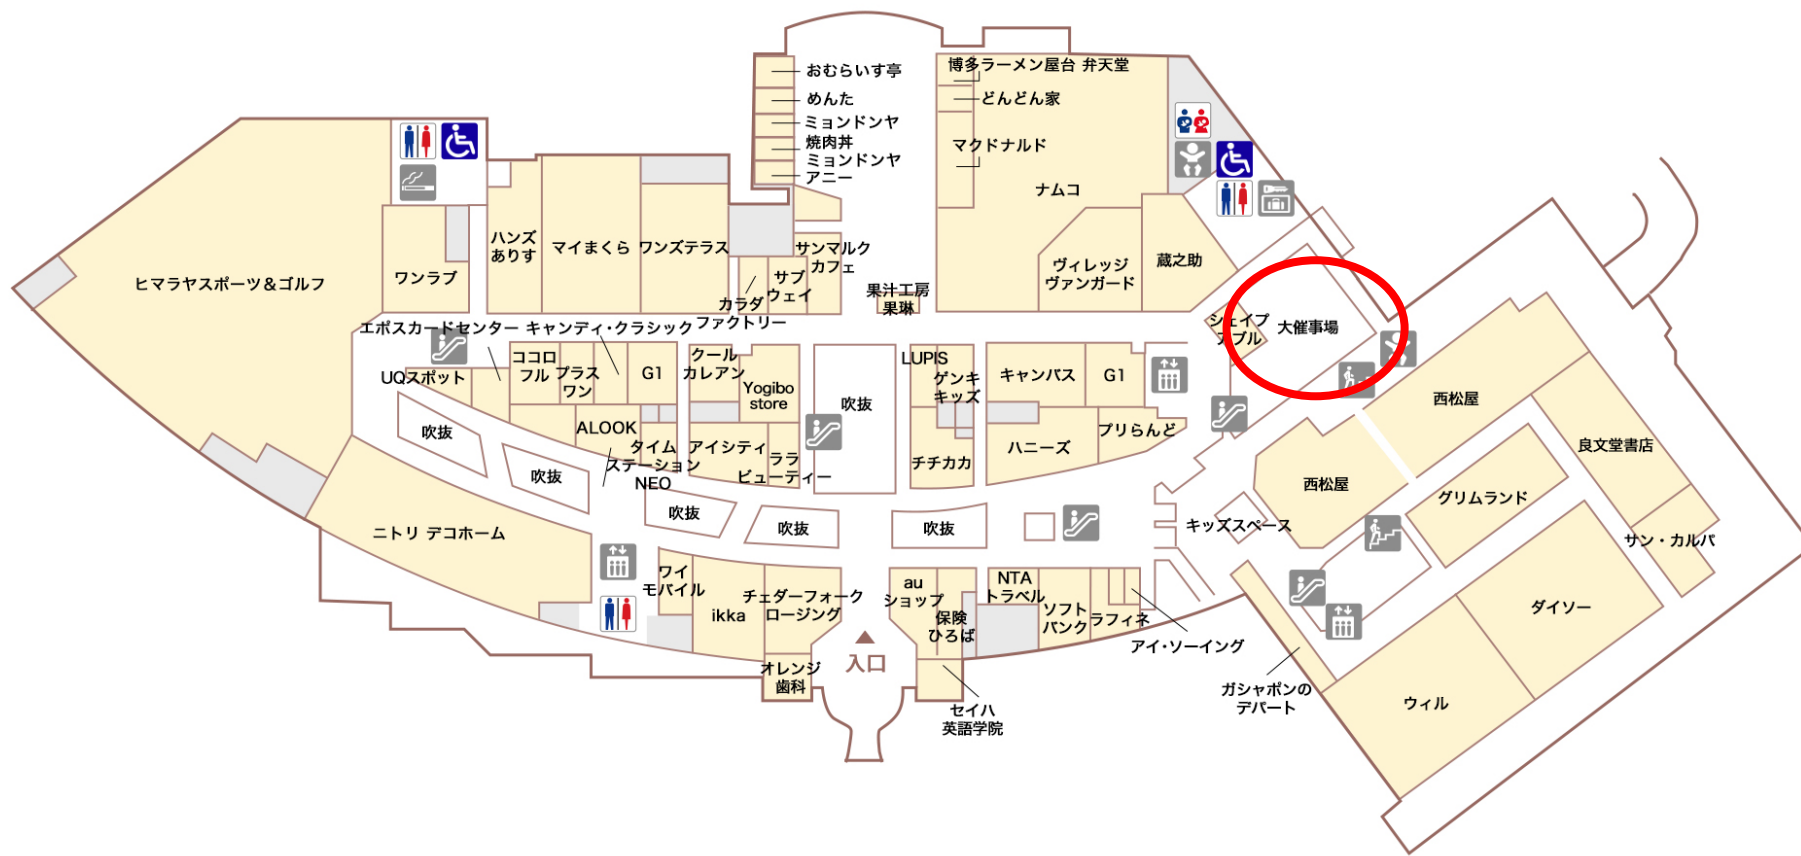 おむらいす亭
めんた
ミョンドンヤ
焼肉丼
ミョンドンヤ
アニー
博多ラーメン屋台 弁天堂
どんどん家
マクドナルド
ナムコ
ヒマラヤスポーツ&ゴルフ
ワンラブ
ハンズ
ありす
マイまくら
ワンズテラス
サンマルク
カフェ
サブ
ウェイ
カラダ
ファクトリー
果汁工房
果琳
ヴィレッジ
ヴァンガード
蔵之助
シェイプ
アブル
大催事場
エポスカードセンター
キャンディ・クラシック
UQスポット
ココロ
フル
プラス
ワン
G1
クール
カレアン
Yogibo
store
吹抜
LUPIS
ゲンキ
キッズ
キャンバス
G1
ALOOK
タイム
ステーション
NEO
アイシティ
ララ
ビューティー
チチカカ
ハニーズ
プリらんど
吹抜
吹抜
吹抜
吹抜
吹抜
西松屋
西松屋
良文堂書店
グリムランド
キッズスペース
サン・カルパ
ダイソー
ウィル
ガシャポンの
デパート
ニトリ デコホーム
ワイ
モバイル
ikka
チェダーフォーク
ロージング
オレンジ
歯科
入口
au
ショップ
保険
ひろば
セイハ
英語学院
NTA
トラベル
ソフト
バンク
ラフィネ
アイ・ソーイング